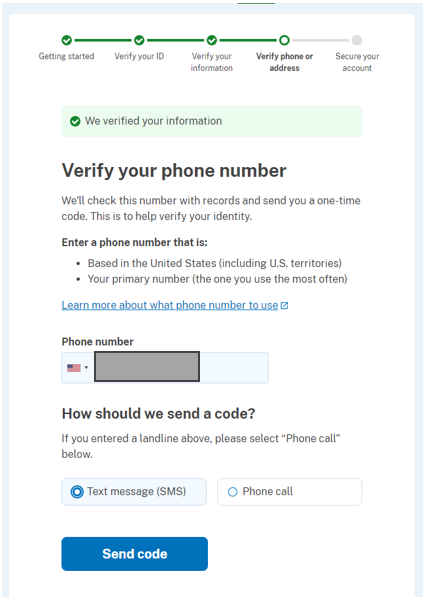 Getting started
Verify your ID
Verify your
information
Verify phone or
address
Secure your
account
We verified your information
Verify your phone number
We'll check this number with records and send you a one-time
code. This is to help verify your identity.
Enter a phone number that is:
• Based in the United States (including U.S. territories)
• Your primary number (the one you use the most often)
Learn more about what phone number to use
Phone number
How should we send a code?
If you entered a landline above, please select “Phone call”
below.
Text message (SMS)
Phone call
Send code